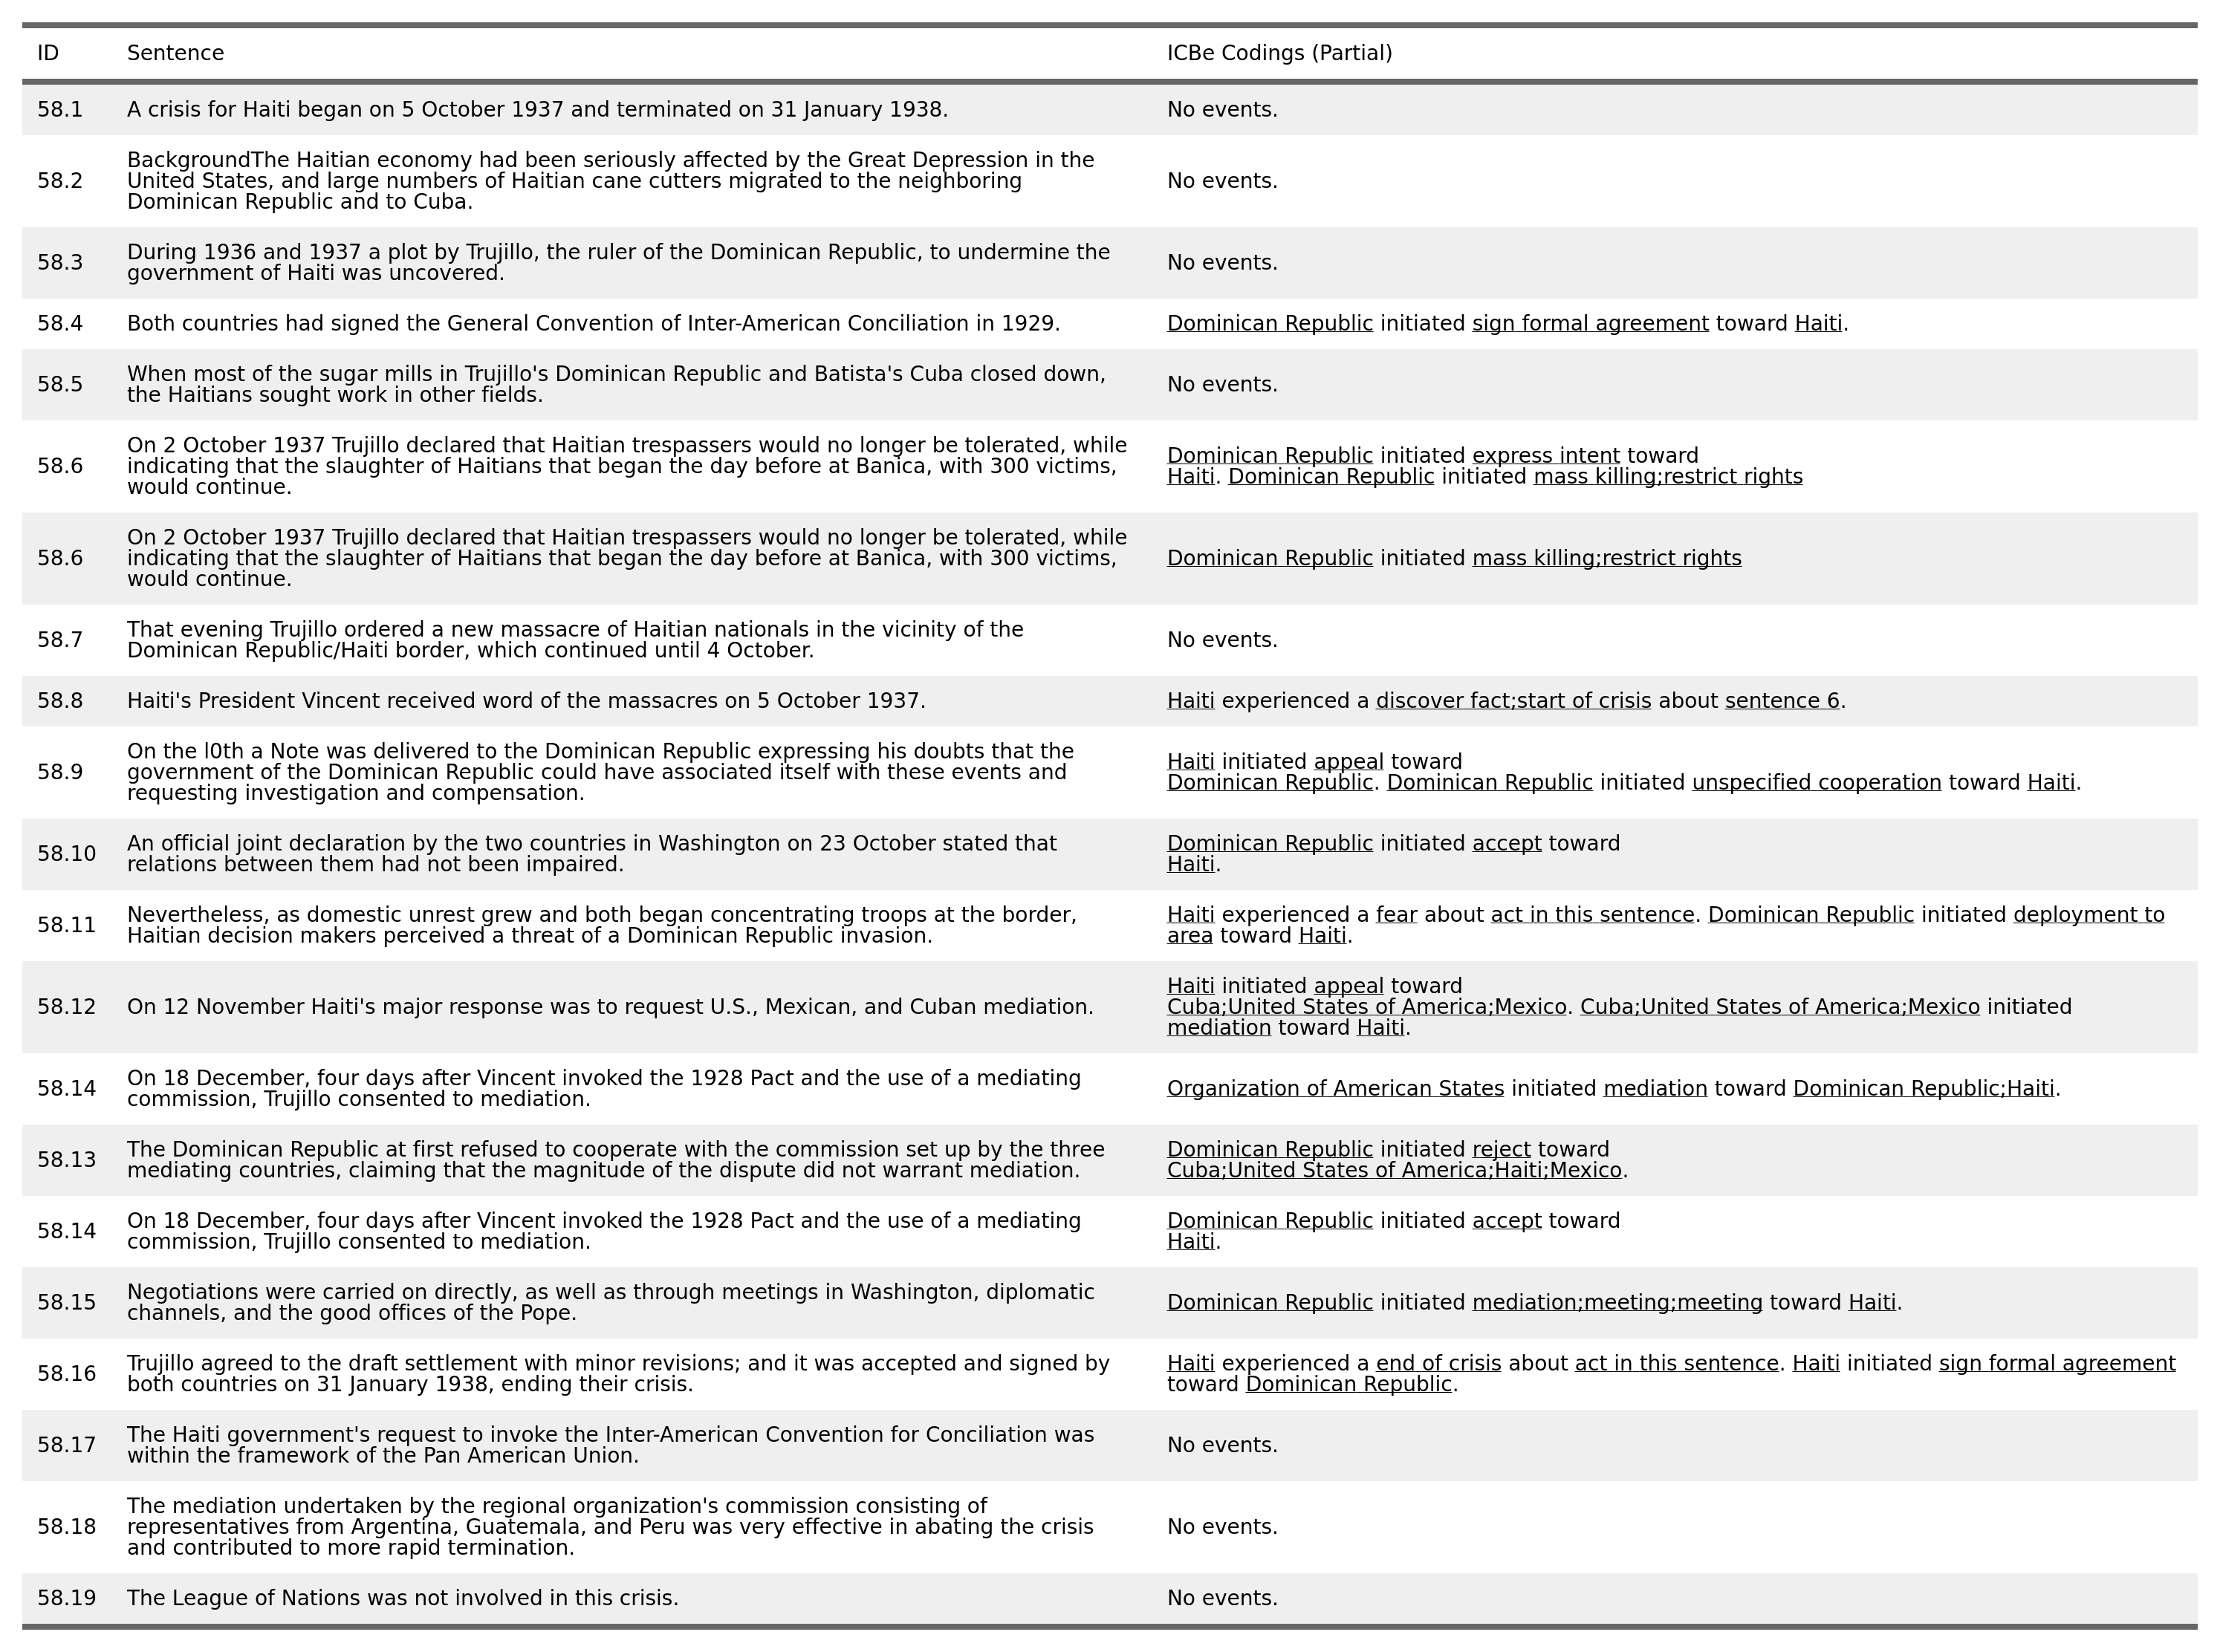 ID Sentence ICBe Codings (Partial)
58.1 A crisis for Haiti began on 5 October 1937 and terminated on 31 January 1938. No events.
58.2 BackgroundThe Haitian economy had been seriously affected by the Great Depression in the
United States, and large numbers of Haitian cane cutters migrated to the neighboring
Dominican Republic and to Cuba.
No events.
58.3 During 1936 and 1937 a plot by Trujillo, the ruler of the Dominican Republic, to undermine the
government of Haiti was uncovered.
No events.
58.4 Both countries had signed the General Convention of Inter-American Conciliation in 1929. Dominican Republic initiated sign formal agreement toward Haiti.
58.5 When most of the sugar mills in Trujillo's Dominican Republic and Batista's Cuba closed down,
the Haitians sought work in other fields.
No events.
58.6 On 2 October 1937 Trujillo declared that Haitian trespassers would no longer be tolerated, while
indicating that the slaughter of Haitians that began the day before at Banica, with 300 victims,
would continue.
Dominican Republic initiated express intent toward
Haiti. Dominican Republic initiated mass killing;restrict rights
58.6 On 2 October 1937 Trujillo declared that Haitian trespassers would no longer be tolerated, while
indicating that the slaughter of Haitians that began the day before at Banica, with 300 victims,
would continue.
Dominican Republic initiated mass killing;restrict rights
58.7 That evening Trujillo ordered a new massacre of Haitian nationals in the vicinity of the
Dominican Republic/Haiti border, which continued until 4 October.
No events.
58.8 Haiti's President Vincent received word of the massacres on 5 October 1937. Haiti experienced a discover fact;start of crisis about sentence 6.
58.9 On the l0th a Note was delivered to the Dominican Republic expressing his doubts that the
government of the Dominican Republic could have associated itself with these events and
requesting investigation and compensation.
Haiti initiated appeal toward
Dominican Republic. Dominican Republic initiated unspecified cooperation toward Haiti.
58.10 An official joint declaration by the two countries in Washington on 23 October stated that
relations between them had not been impaired.
Dominican Republic initiated accept toward
Haiti.
58.11 Nevertheless, as domestic unrest grew and both began concentrating troops at the border,
Haitian decision makers perceived a threat of a Dominican Republic invasion.
Haiti experienced a fear about act in this sentence. Dominican Republic initiated deployment to
area toward Haiti.
58.12 On 12 November Haiti's major response was to request U.S., Mexican, and Cuban mediation.
Haiti initiated appeal toward
Cuba;United States of America;Mexico. Cuba;United States of America;Mexico initiated
mediation toward Haiti.
58.14 On 18 December, four days after Vincent invoked the 1928 Pact and the use of a mediating
commission, Trujillo consented to mediation.
Organization of American States initiated mediation toward Dominican Republic;Haiti.
58.13 The Dominican Republic at first refused to cooperate with the commission set up by the three
mediating countries, claiming that the magnitude of the dispute did not warrant mediation.
Dominican Republic initiated reject toward
Cuba;United States of America;Haiti;Mexico.
58.14 On 18 December, four days after Vincent invoked the 1928 Pact and the use of a mediating
commission, Trujillo consented to mediation.
Dominican Republic initiated accept toward
Haiti.
58.15 Negotiations were carried on directly, as well as through meetings in Washington, diplomatic
channels, and the good offices of the Pope.
Dominican Republic initiated mediation;meeting;meeting toward Haiti.
58.16 Trujillo agreed to the draft settlement with minor revisions; and it was accepted and signed by
both countries on 31 January 1938, ending their crisis.
Haiti experienced a end of crisis about act in this sentence. Haiti initiated sign formal agreement
toward Dominican Republic.
58.17 The Haiti government's request to invoke the Inter-American Convention for Conciliation was
within the framework of the Pan American Union.
No events.
58.18 The mediation undertaken by the regional organization's commission consisting of
representatives from Argentina, Guatemala, and Peru was very effective in abating the crisis
and contributed to more rapid termination.
No events.
58.19 The League of Nations was not involved in this crisis. No events.